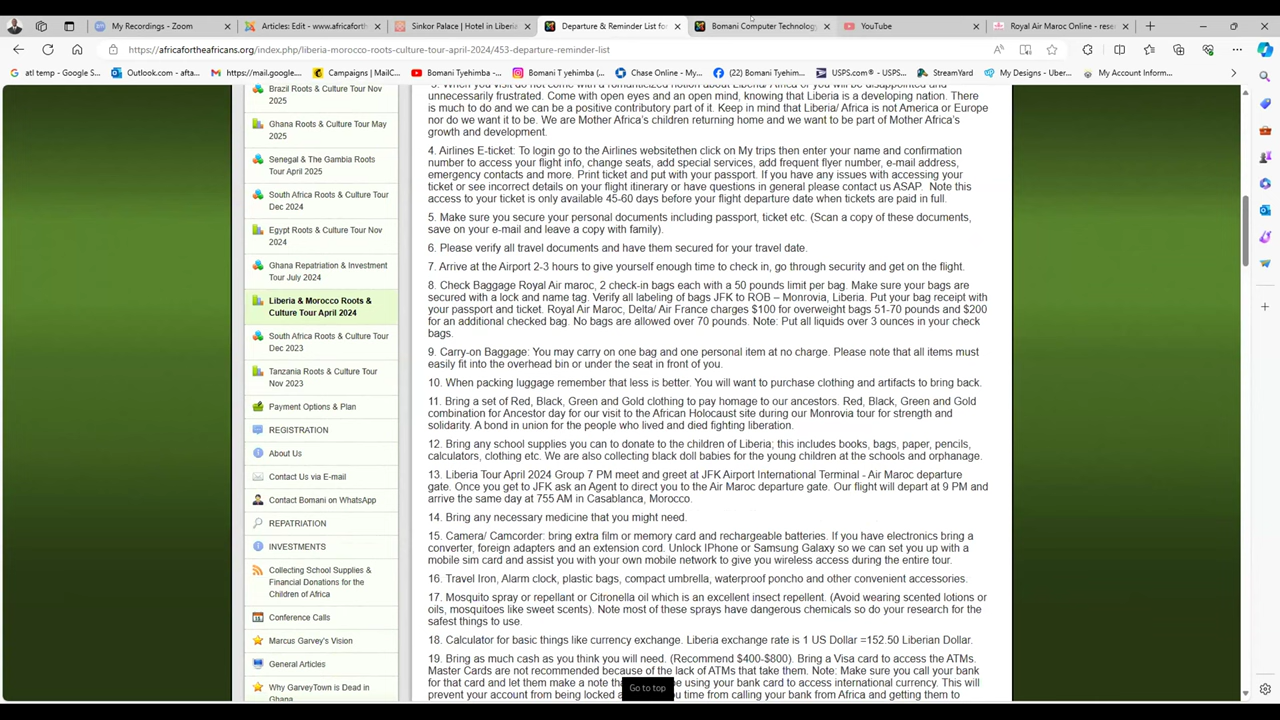 My Recordings - Zoom
Articles: Edit - www.africaforth
Sinkor Palace | Hotel in Liberia
Departure & Reminder List for
Bomani Computer Technology
YouTube
Royal Air Maroc Online - rese
https://africafortheafricans.org/index.php/liberia-morocco-roots-culture-tour-april-2024/453-departure-reminder-list
atl temp - Google S...
Outlook.com - afta...
https://mail.google...
Campaigns | MailC...
Bomani Tyehimba -...
Bomani T yehimba (...
Chase Online - My...
(22) Bomani Tyehim...
USPS.com® - USPS...
StreamYard
My Designs - Uber...
My Account Inform...
Brazil Roots & Culture Tour Nov
2025
Ghana Roots & Culture Tour May
2025
Senegal & The Gambia Roots
Tour April 2025
South Africa Roots & Culture Tour
Dec 2024
Egypt Roots & Culture Tour Nov
2024
Ghana Repatriation & Investment
Tour July 2024
Liberia & Morocco Roots &
Culture Tour April 2024
South Africa Roots & Culture Tour
Dec 2023
Tanzania Roots & Culture Tour
Nov 2023
Payment Options & Plan
REGISTRATION
About Us
Contact Us via E-mail
Contact Bomani on WhatsApp
REPATRIATION
INVESTMENTS
Collecting School Supplies &
Financial Donations for the
Children of Africa
Conference Calls
Marcus Garvey's Vision
General Articles
Why GarveyTown is Dead in
Ghana
unnecessarily frustrated. Come with open eyes and an open mind, knowing that Liberia is a developing nation. There
is much to do and we can be a positive contributory part of it. Keep in mind that Liberia/ Africa is not America or Europe
nor do we want it to be. We are Mother Africa's children returning home and we want to be part of Mother Africa's
growth and development.
4. Airlines E-ticket: To login go to the Airlines websitethen click on My trips then enter your name and confirmation
number to access your flight info, change seats, add special services, add frequent flyer number, e-mail address,
emergency contacts and more. Print ticket and put with your passport. If you have any issues with accessing your
ticket or see incorrect details on your flight itinerary or have questions in general please contact us ASAP. Note this
access to your ticket is only available 45-60 days before your flight departure date when tickets are paid in full.
5. Make sure you secure your personal documents including passport, ticket etc. (Scan a copy of these documents,
save on your e-mail and leave a copy with family).
6. Please verify all travel documents and have them secured for your travel date.
7. Arrive at the Airport 2-3 hours to give yourself enough time to check in, go through security and get on the flight.
8. Check Baggage Royal Air maroc, 2 check-in bags each with a 50 pounds limit per bag. Make sure your bags are
secured with a lock and name tag. Verify all labeling of bags JFK to ROB – Monrovia, Liberia. Put your bag receipt with
your passport and ticket. Royal Air Maroc, Delta/ Air France charges $100 for overweight bags 51-70 pounds and $200
for an additional checked bag. No bags are allowed over 70 pounds. Note: Put all liquids over 3 ounces in your check
bags.
9. Carry-on Baggage: You may carry on one bag and one personal item at no charge. Please note that all items must
easily fit into the overhead bin or under the seat in front of you.
10. When packing luggage remember that less is better. You will want to purchase clothing and artifacts to bring back.
11. Bring a set of Red, Black, Green and Gold clothing to pay homage to our ancestors. Red, Black, Green and Gold
combination for Ancestor day for our visit to the African Holocaust site during our Monrovia tour for strength and
solidarity. A bond in union for the people who lived and died fighting liberation.
12. Bring any school supplies you can to donate to the children of Liberia; this includes books, bags, paper, pencils,
calculators, clothing etc. We are also collecting black doll babies for the young children at the schools and orphanage.
13. Liberia Tour April 2024 Group 7 PM meet and greet at JFK Airport International Terminal - Air Maroc departure
gate. Once you get to JFK ask an Agent to direct you to the Air Maroc departure gate. Our flight will depart at 9 PM and
arrive the same day at 755 AM in Casablanca, Morocco.
14. Bring any necessary medicine that you might need.
15. Camera/ Camcorder: bring extra film or memory card and rechargeable batteries. If you have electronics bring a
converter, foreign adapters and an extension cord. Unlock IPhone or Samsung Galaxy so we can set you up with a
mobile sim card and assist you with your own mobile network to give you wireless access during the entire tour.
16. Travel Iron, Alarm clock, plastic bags, compact umbrella, waterproof poncho and other convenient accessories.
17. Mosquito spray or repellant or Citronella oil which is an excellent insect repellent. (Avoid wearing scented lotions or
oils, mosquitoes like sweet scents). Note most of these sprays have dangerous chemicals so do your research for the
safest things to use.
18. Calculator for basic things like currency exchange. Liberia exchange rate is 1 US Dollar =152.50 Liberian Dollar.
19. Bring as much cash as you think you will need. (Recommend $400-$800). Bring a Visa card to access the ATMs.
Master Cards are not recommended because of the lack of ATMs that take them. Note: Make sure you call your bank
for that card and let them make a note tha using your bank card to access international currency. This will
prevent your account from being locked a u time from calling your bank from Africa and getting them to
Go to top